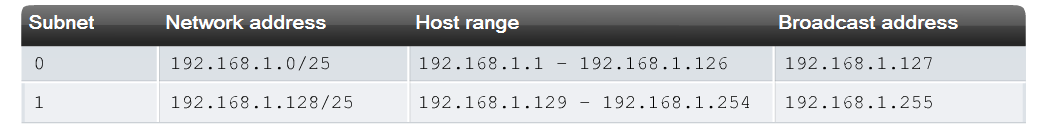 Subnet Network address Host range Broadcast address
0 192.168.1.0/25 192.168.1.1 – 192.168.1.126 192.168.1.127
1 192.168.1.128/25 192.168.1.129 – 192.168.1.254 192.168.1.255